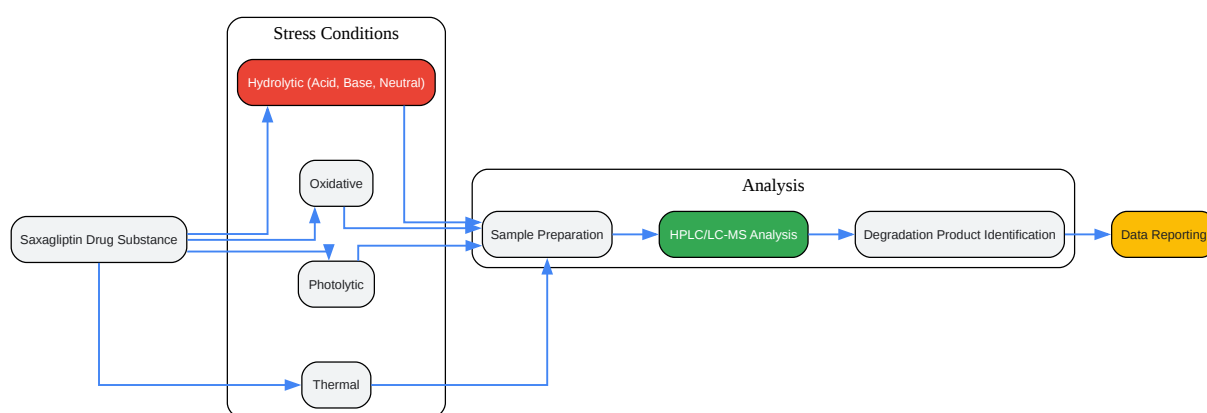 Stress Conditions
Hydrolytic (Acid, Base, Neutral)
Oxidative
Analysis
Saxagliptin Drug Substance
Sample Preparation
HPLC/LC-MS Analysis
Degradation Product Identification
Data Reporting
Photolytic
Thermal